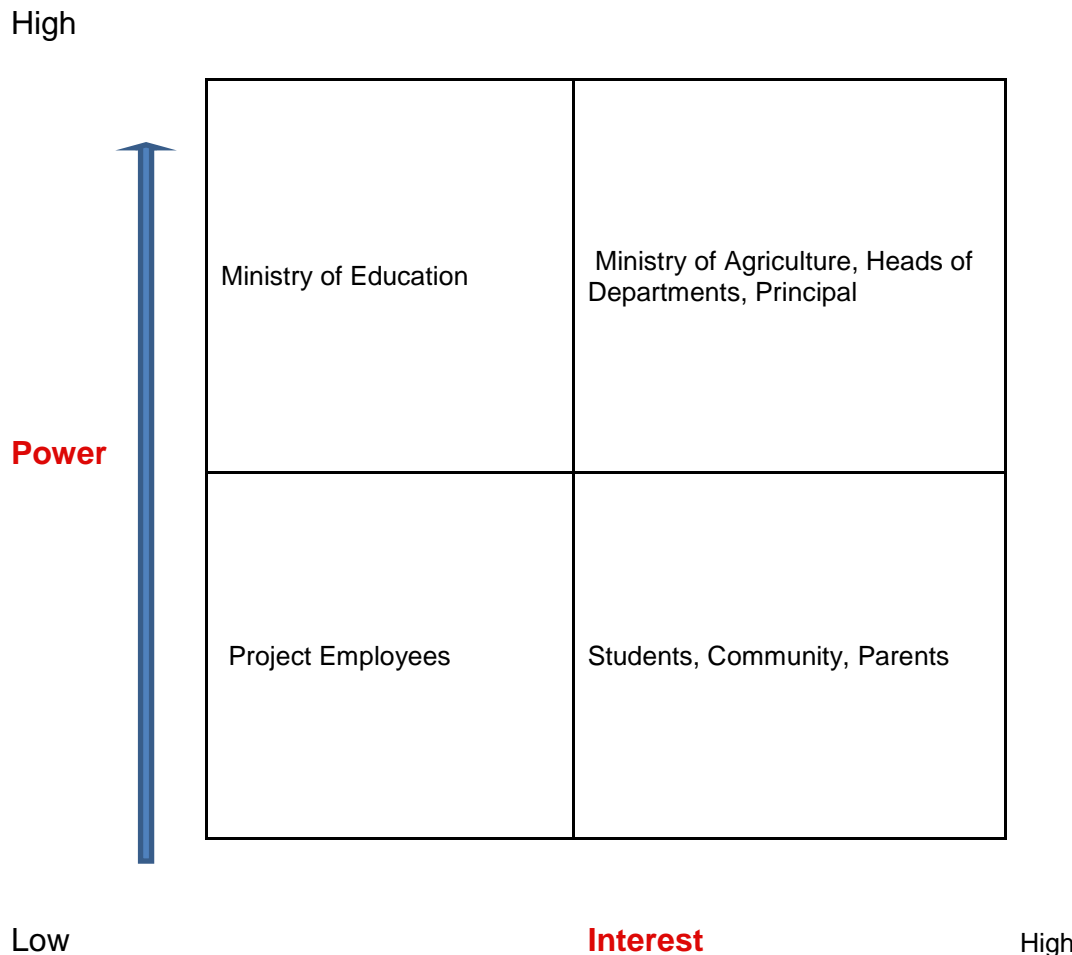 High
Ministry of Education
Ministry of Agriculture, Heads of
Departments, Principal
Power
Project Employees
Students, Community, Parents
Low
Interest
High